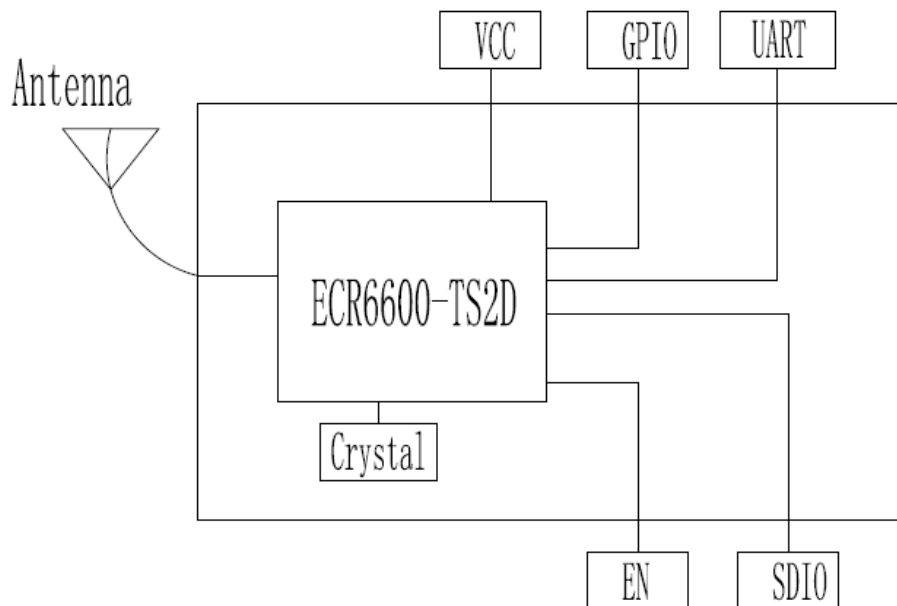 VCC
GPIO
UART
Antenna
ECR6600-TS2D
Crystal
EN
SDIO